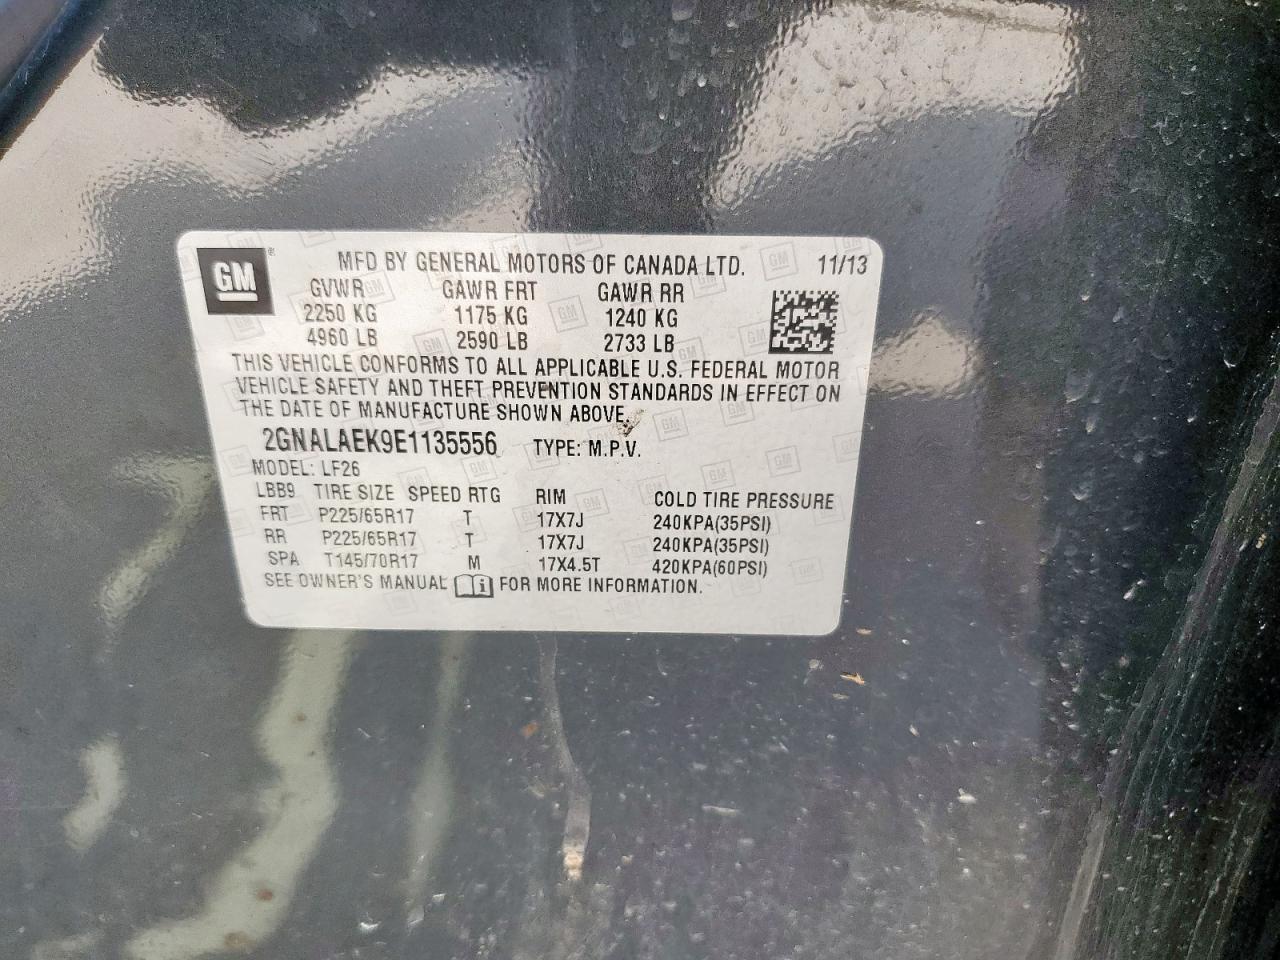 GM ® MFD BY GENERAL MOTORS OF CANADA LTD. 11/13
GVWR GAWR FRT GAWR RR
2250 KG 1175 KG 1240 KG
4960 LB 2590 LB 2733 LB
THIS VEHICLE CONFORMS TO ALL APPLICABLE U.S. FEDERAL MOTOR
VEHICLE SAFETY AND THEFT PREVENTION STANDARDS IN EFFECT ON
THE DATE OF MANUFACTURE SHOWN ABOVE.
2GNALAEK9E1135556 TYPE: M.P.V.
MODEL: LF26
LBB9 TIRE SIZE SPEED RTG RIM COLD TIRE PRESSURE
FRT P225/65R17 T 17X7J 240KPA(35PSI)
RR P225/65R17 T 17X7J 240KPA(35PSI)
SPA T145/70R17 M 17X4.5T 420KPA(60PSI)
SEE OWNER'S MANUAL i FOR MORE INFORMATION.